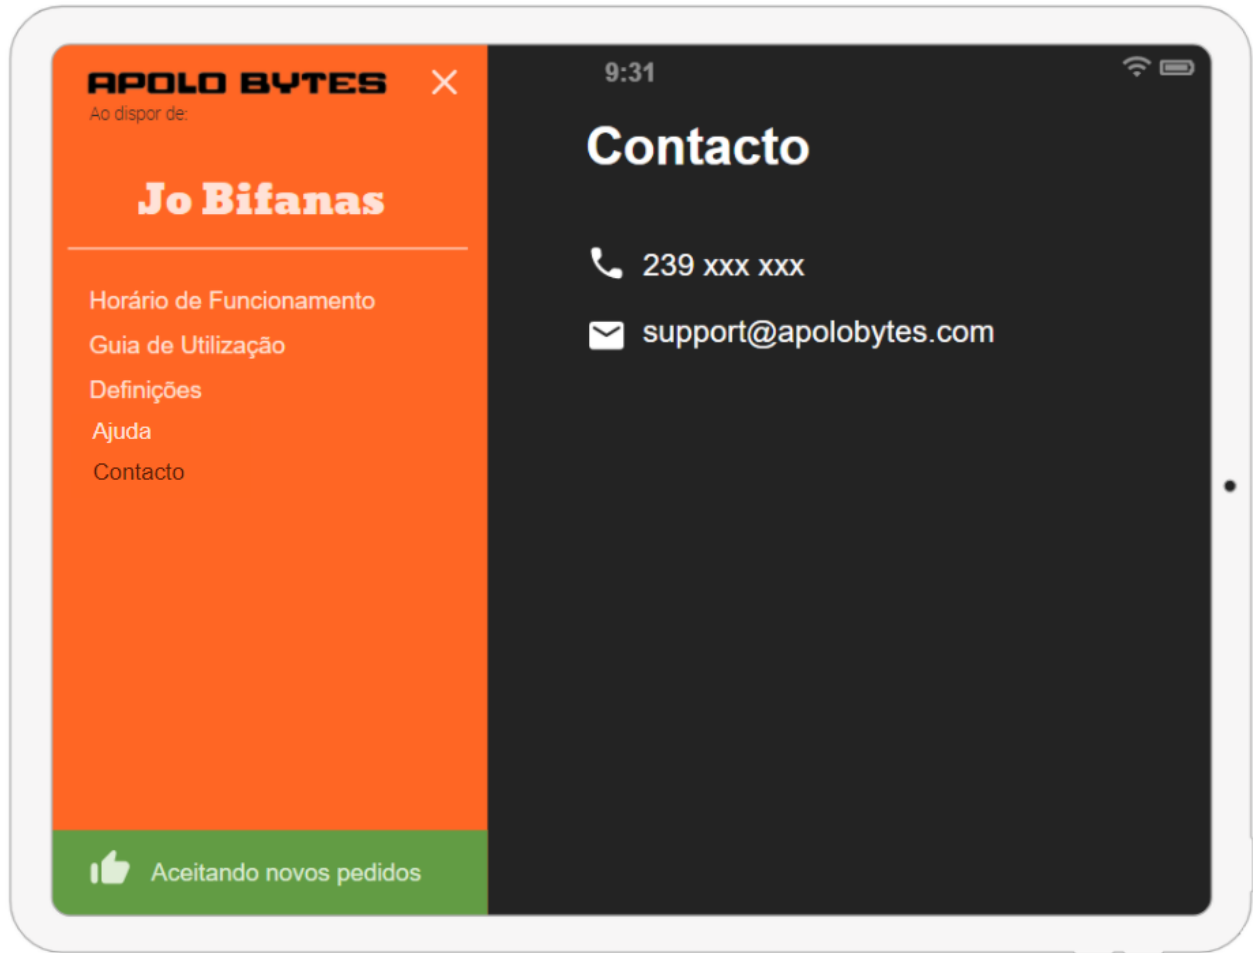 APOLO BYTES
Ao dispor de:
Jo Bifanas
Horário de Funcionamento
Guia de Utilização
Definições
Ajuda
Contacto
Aceitando novos pedidos
9:31
Contacto
239 xxx xxx
support@apolobytes.com